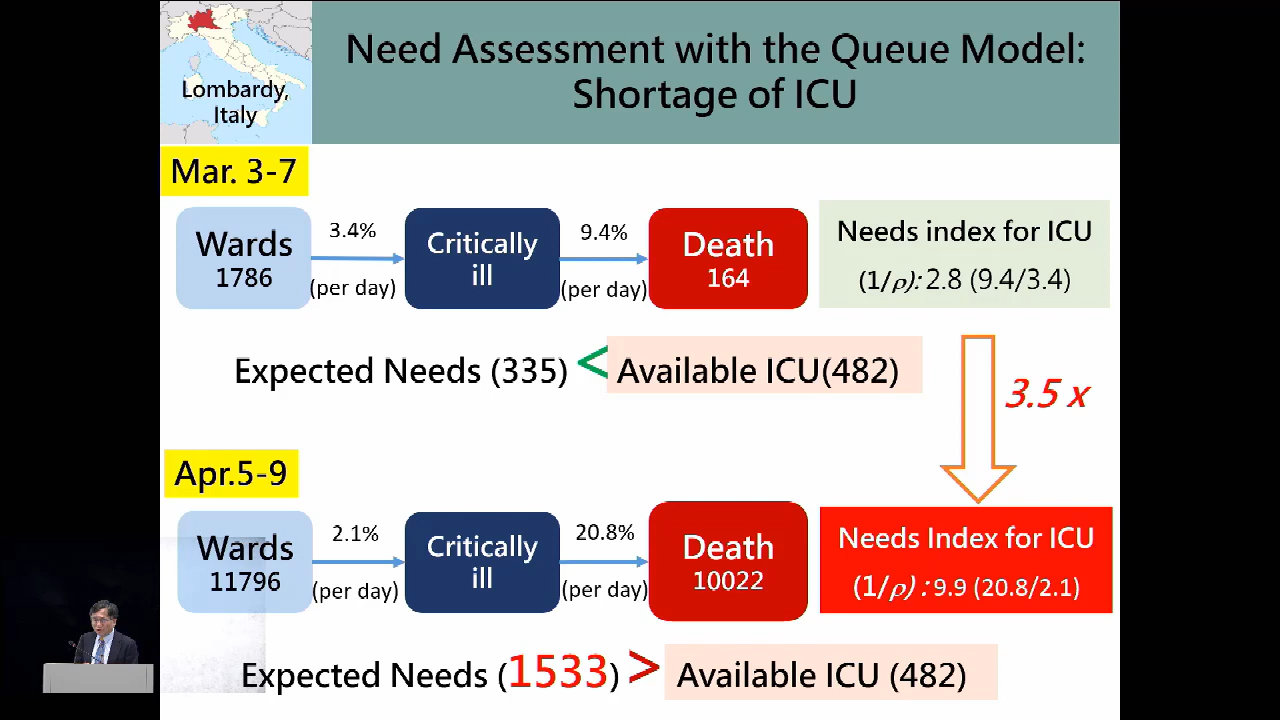 Lombardy,
Italy
Need Assessment with the Queue Model:
Shortage of ICU
Mar. 3-7
Wards
1786
3.4%
(per day)
Critically
ill
9.4%
(per day)
Death
164
Needs index for ICU
(1/ρ): 2.8 (9.4/3.4)
Expected Needs (335) < Available ICU(482)
3.5 x
Apr.5-9
Wards
11796
2.1%
(per day)
Critically
ill
20.8%
(per day)
Death
10022
Needs Index for ICU
(1/ρ) : 9.9 (20.8/2.1)
Expected Needs (1533) > Available ICU (482)